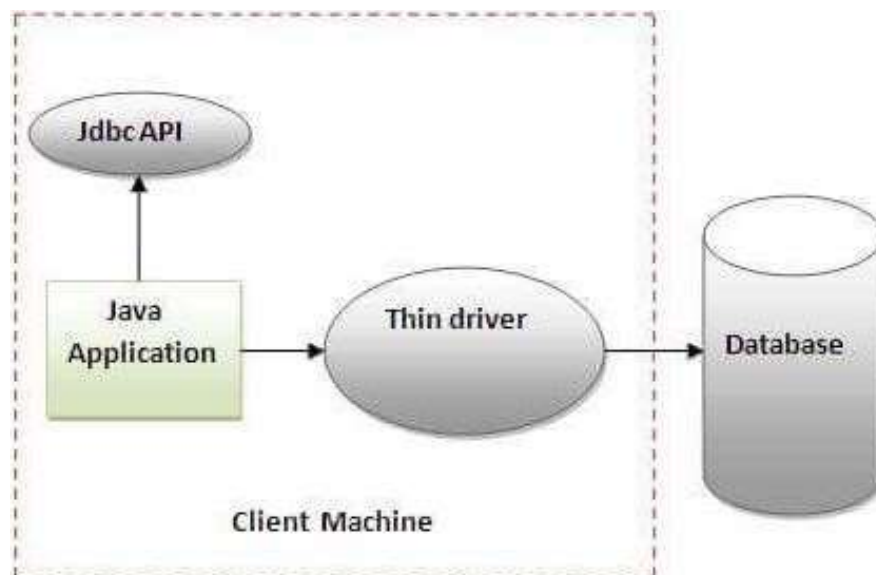 Jdbc API
Java
Application
Thin driver
Database
Client Machine